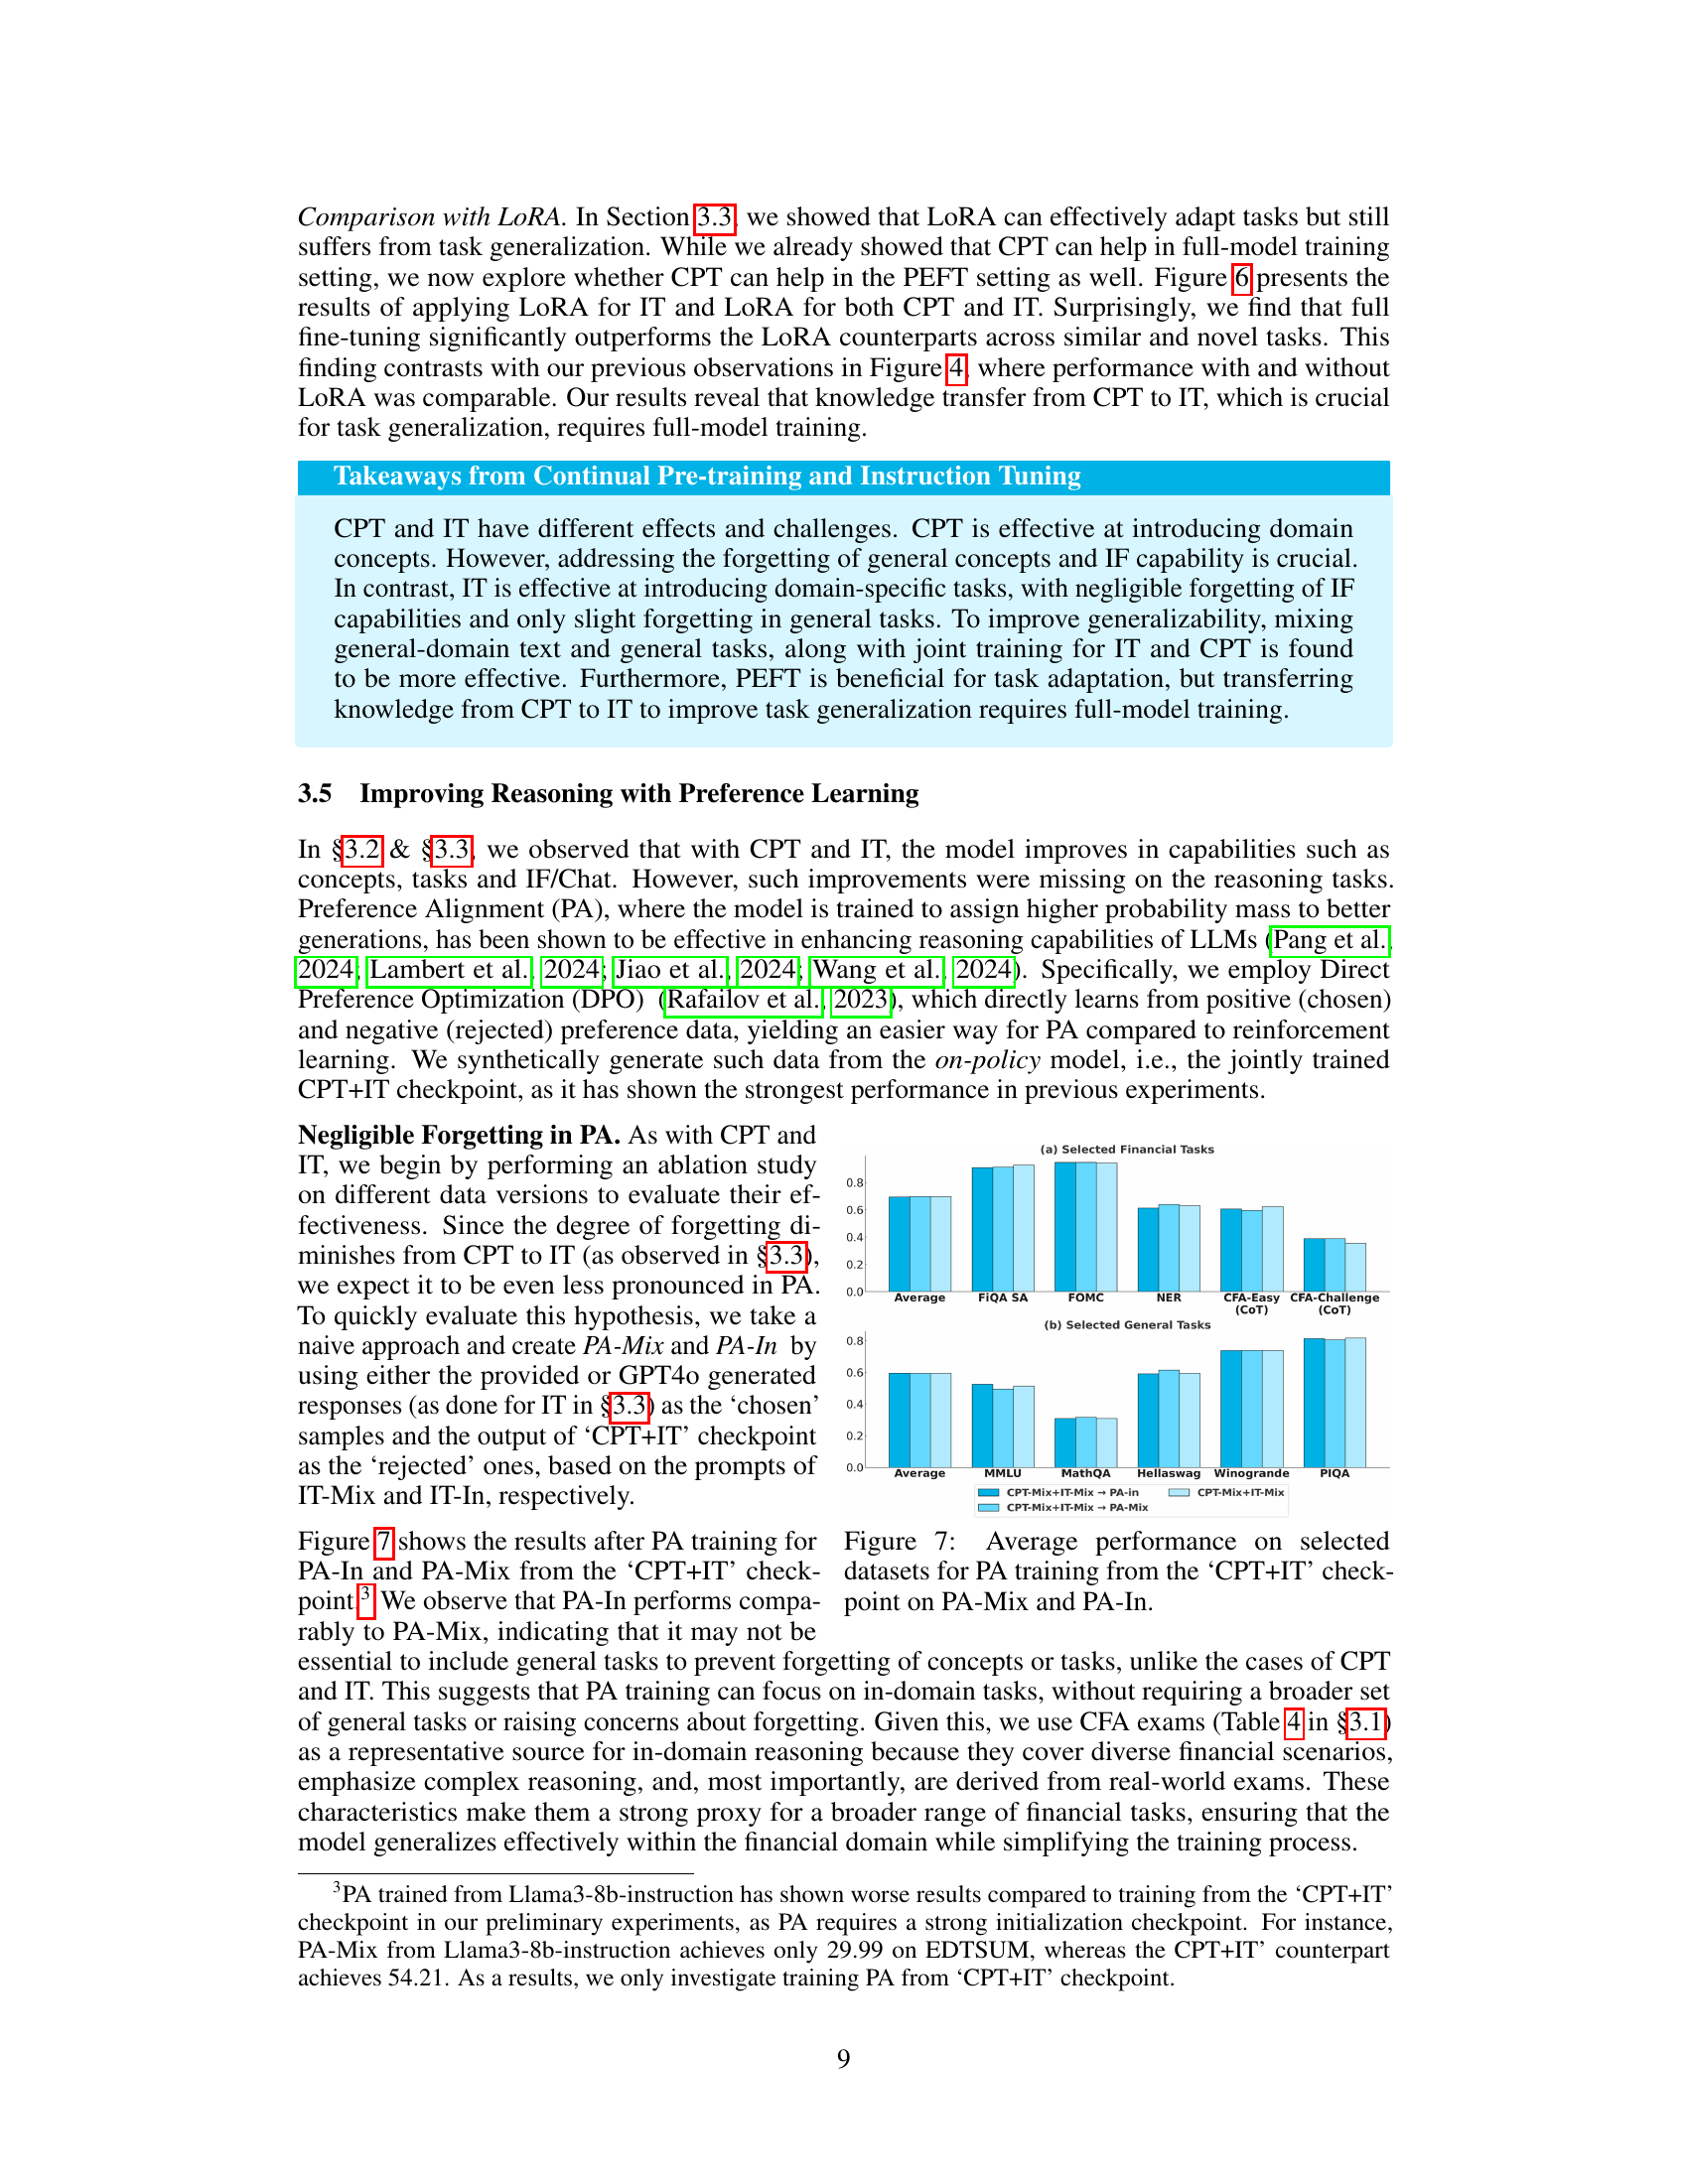 Comparison with LoRA. In Section 3.3, we showed that LoRA can effectively adapt tasks but still
suffers from task generalization. While we already showed that CPT can help in full-model training
setting, we now explore whether CPT can help in the PEFT setting as well. Figure 6 presents the
results of applying LoRA for IT and LoRA for both CPT and IT. Surprisingly, we find that full
fine-tuning significantly outperforms the LoRA counterparts across similar and novel tasks. This
finding contrasts with our previous observations in Figure 4, where performance with and without
LoRA was comparable. Our results reveal that knowledge transfer from CPT to IT, which is crucial
for task generalization, requires full-model training.
Takeaways from Continual Pre-training and Instruction Tuning
CPT and IT have different effects and challenges. CPT is effective at introducing domain
concepts. However, addressing the forgetting of general concepts and IF capability is crucial.
In contrast, IT is effective at introducing domain-specific tasks, with negligible forgetting of IF
capabilities and only slight forgetting in general tasks. To improve generalizability, mixing
general-domain text and general tasks, along with joint training for IT and CPT is found
to be more effective. Furthermore, PEFT is beneficial for task adaptation, but transferring
knowledge from CPT to IT to improve task generalization requires full-model training.
3.5 Improving Reasoning with Preference Learning
In §3.2 & §3.3, we observed that with CPT and IT, the model improves in capabilities such as
concepts, tasks and IF/Chat. However, such improvements were missing on the reasoning tasks.
Preference Alignment (PA), where the model is trained to assign higher probability mass to better
generations, has been shown to be effective in enhancing reasoning capabilities of LLMs (Pang et al.,
2024; Lambert et al., 2024; Jiao et al., 2024; Wang et al., 2024). Specifically, we employ Direct
Preference Optimization (DPO) (Rafailov et al., 2023), which directly learns from positive (chosen)
and negative (rejected) preference data, yielding an easier way for PA compared to reinforcement
learning. We synthetically generate such data from the on-policy model, i.e., the jointly trained
CPT+IT checkpoint, as it has shown the strongest performance in previous experiments.
Negligible Forgetting in PA. As with CPT and
IT, we begin by performing an ablation study
on different data versions to evaluate their ef-
fectiveness. Since the degree of forgetting di-
minishes from CPT to IT (as observed in §3.3),
we expect it to be even less pronounced in PA.
To quickly evaluate this hypothesis, we take a
naive approach and create PA-Mix and PA-In by
using either the provided or GPT4o generated
responses (as done for IT in §3.3) as the ‘chosen’
samples and the output of ‘CPT+IT’ checkpoint
as the ‘rejected’ ones, based on the prompts of
IT-Mix and IT-In, respectively.
(a) Selected Financial Tasks
0.8
0.6
0.4
0.2
0.0
Average FiQA SA FOMC NER CFA-Easy CFA-Challenge
(CoT) (CoT)
(b) Selected General Tasks
0.8
0.6
0.4
0.2
0.0
Average MMLU MathQA Hellaswag Winogrande PIQA
CPT-Mix+IT-Mix → PA-in CPT-Mix+IT-Mix
CPT-Mix+IT-Mix → PA-Mix
Figure 7: Average performance on selected
datasets for PA training from the ‘CPT+IT’ check-
point on PA-Mix and PA-In.
Figure 7 shows the results after PA training for
PA-In and PA-Mix from the ‘CPT+IT’ check-
point.3 We observe that PA-In performs compa-
rably to PA-Mix, indicating that it may not be
essential to include general tasks to prevent forgetting of concepts or tasks, unlike the cases of CPT
and IT. This suggests that PA training can focus on in-domain tasks, without requiring a broader set
of general tasks or raising concerns about forgetting. Given this, we use CFA exams (Table 4 in §3.1)
as a representative source for in-domain reasoning because they cover diverse financial scenarios,
emphasize complex reasoning, and, most importantly, are derived from real-world exams. These
characteristics make them a strong proxy for a broader range of financial tasks, ensuring that the
model generalizes effectively within the financial domain while simplifying the training process.
3PA trained from Llama3-8b-instruction has shown worse results compared to training from the ‘CPT+IT’
checkpoint in our preliminary experiments, as PA requires a strong initialization checkpoint. For instance,
PA-Mix from Llama3-8b-instruction achieves only 29.99 on EDTSUM, whereas the CPT+IT’ counterpart
achieves 54.21. As a results, we only investigate training PA from ‘CPT+IT’ checkpoint.
9